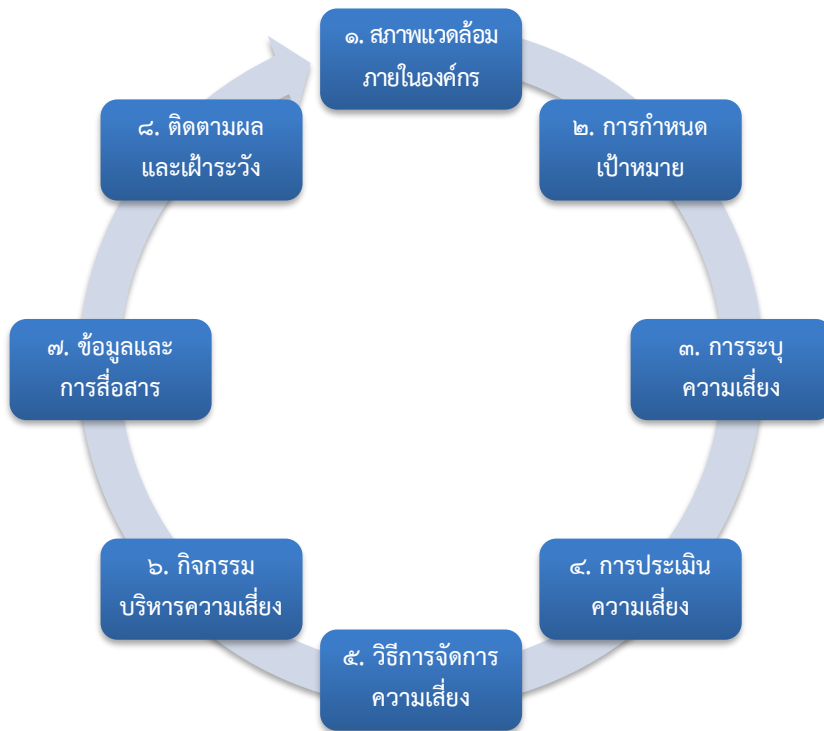 ๑. สภาพแวดล้อม
ภายในองค์กร
๒. การกำหนด
เป้าหมาย
๓. การระบุ
ความเสี่ยง
๔. การประเมิน
ความเสี่ยง
๕. วิธีการจัดการ
ความเสี่ยง
๖. กิจกรรม
บริหารความเสี่ยง
๗. ข้อมูลและ
การสื่อสาร
๘. ติดตามผล
และเฝ้าระวัง